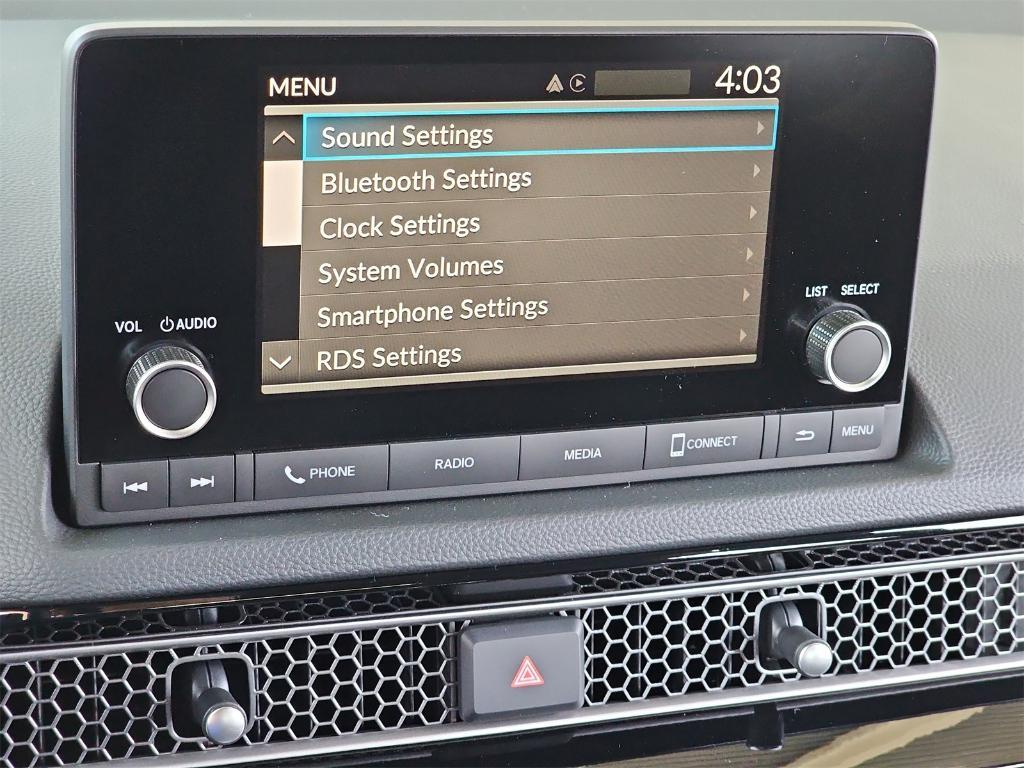 MENU 4:03
Sound Settings
Bluetooth Settings
Clock Settings
System Volumes
Smartphone Settings
RDS Settings
VOL AUDIO
LIST SELECT
PHONE RADIO MEDIA CONNECT MENU